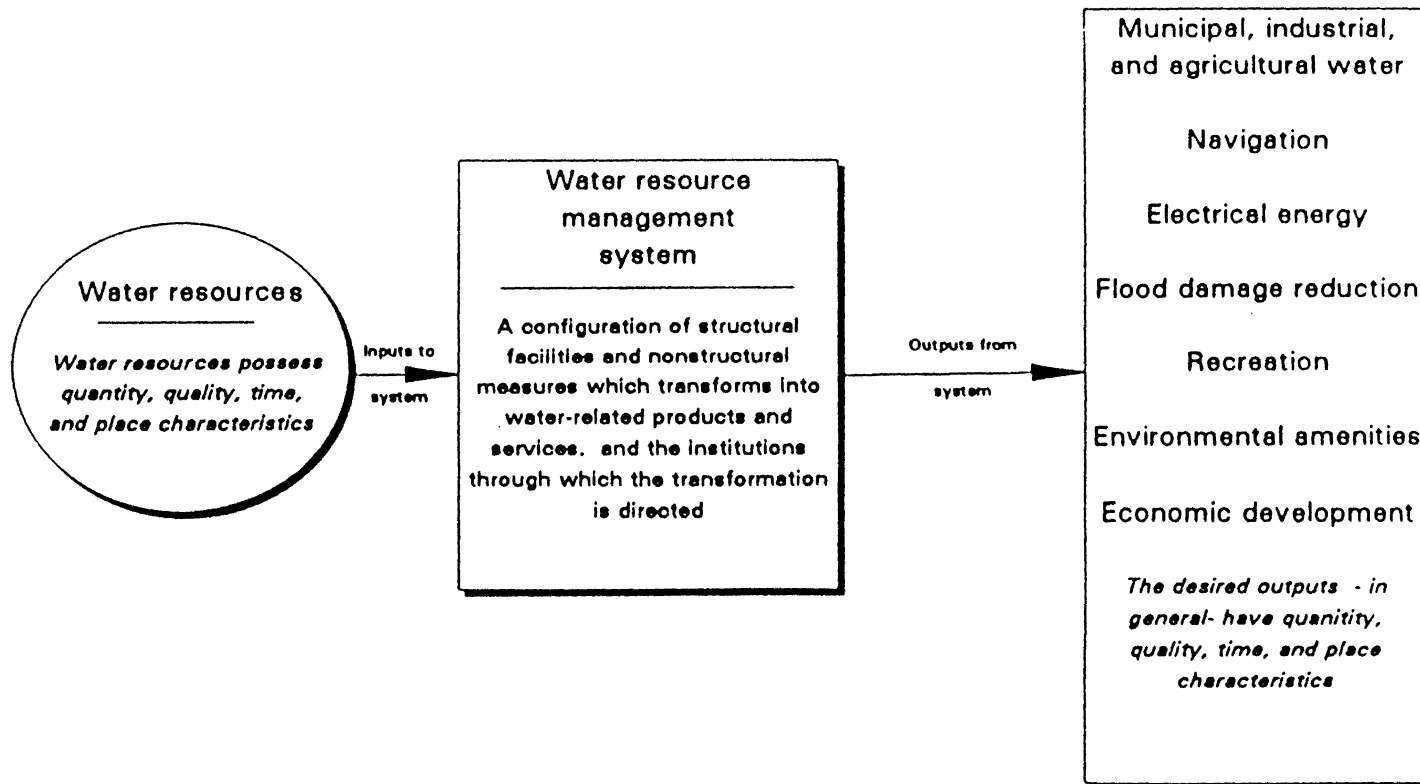 Water resources
Water resources possess
quantity, quality, time,
and place characteristics
Inputs to
system
Water resource
management
system
A configuration of structural
facilities and nonstructural
measures which transforms into
water-related products and
services. and the institutions
through which the transformation
is directed
Outputs from
system
Municipal, industrial,
and agricultural water
Navigation
Electrical energy
Flood damage reduction
Recreation
Environmental amenities
Economic development
The desired outputs - in
general- have quanitity,
quality, time, and place
characteristics